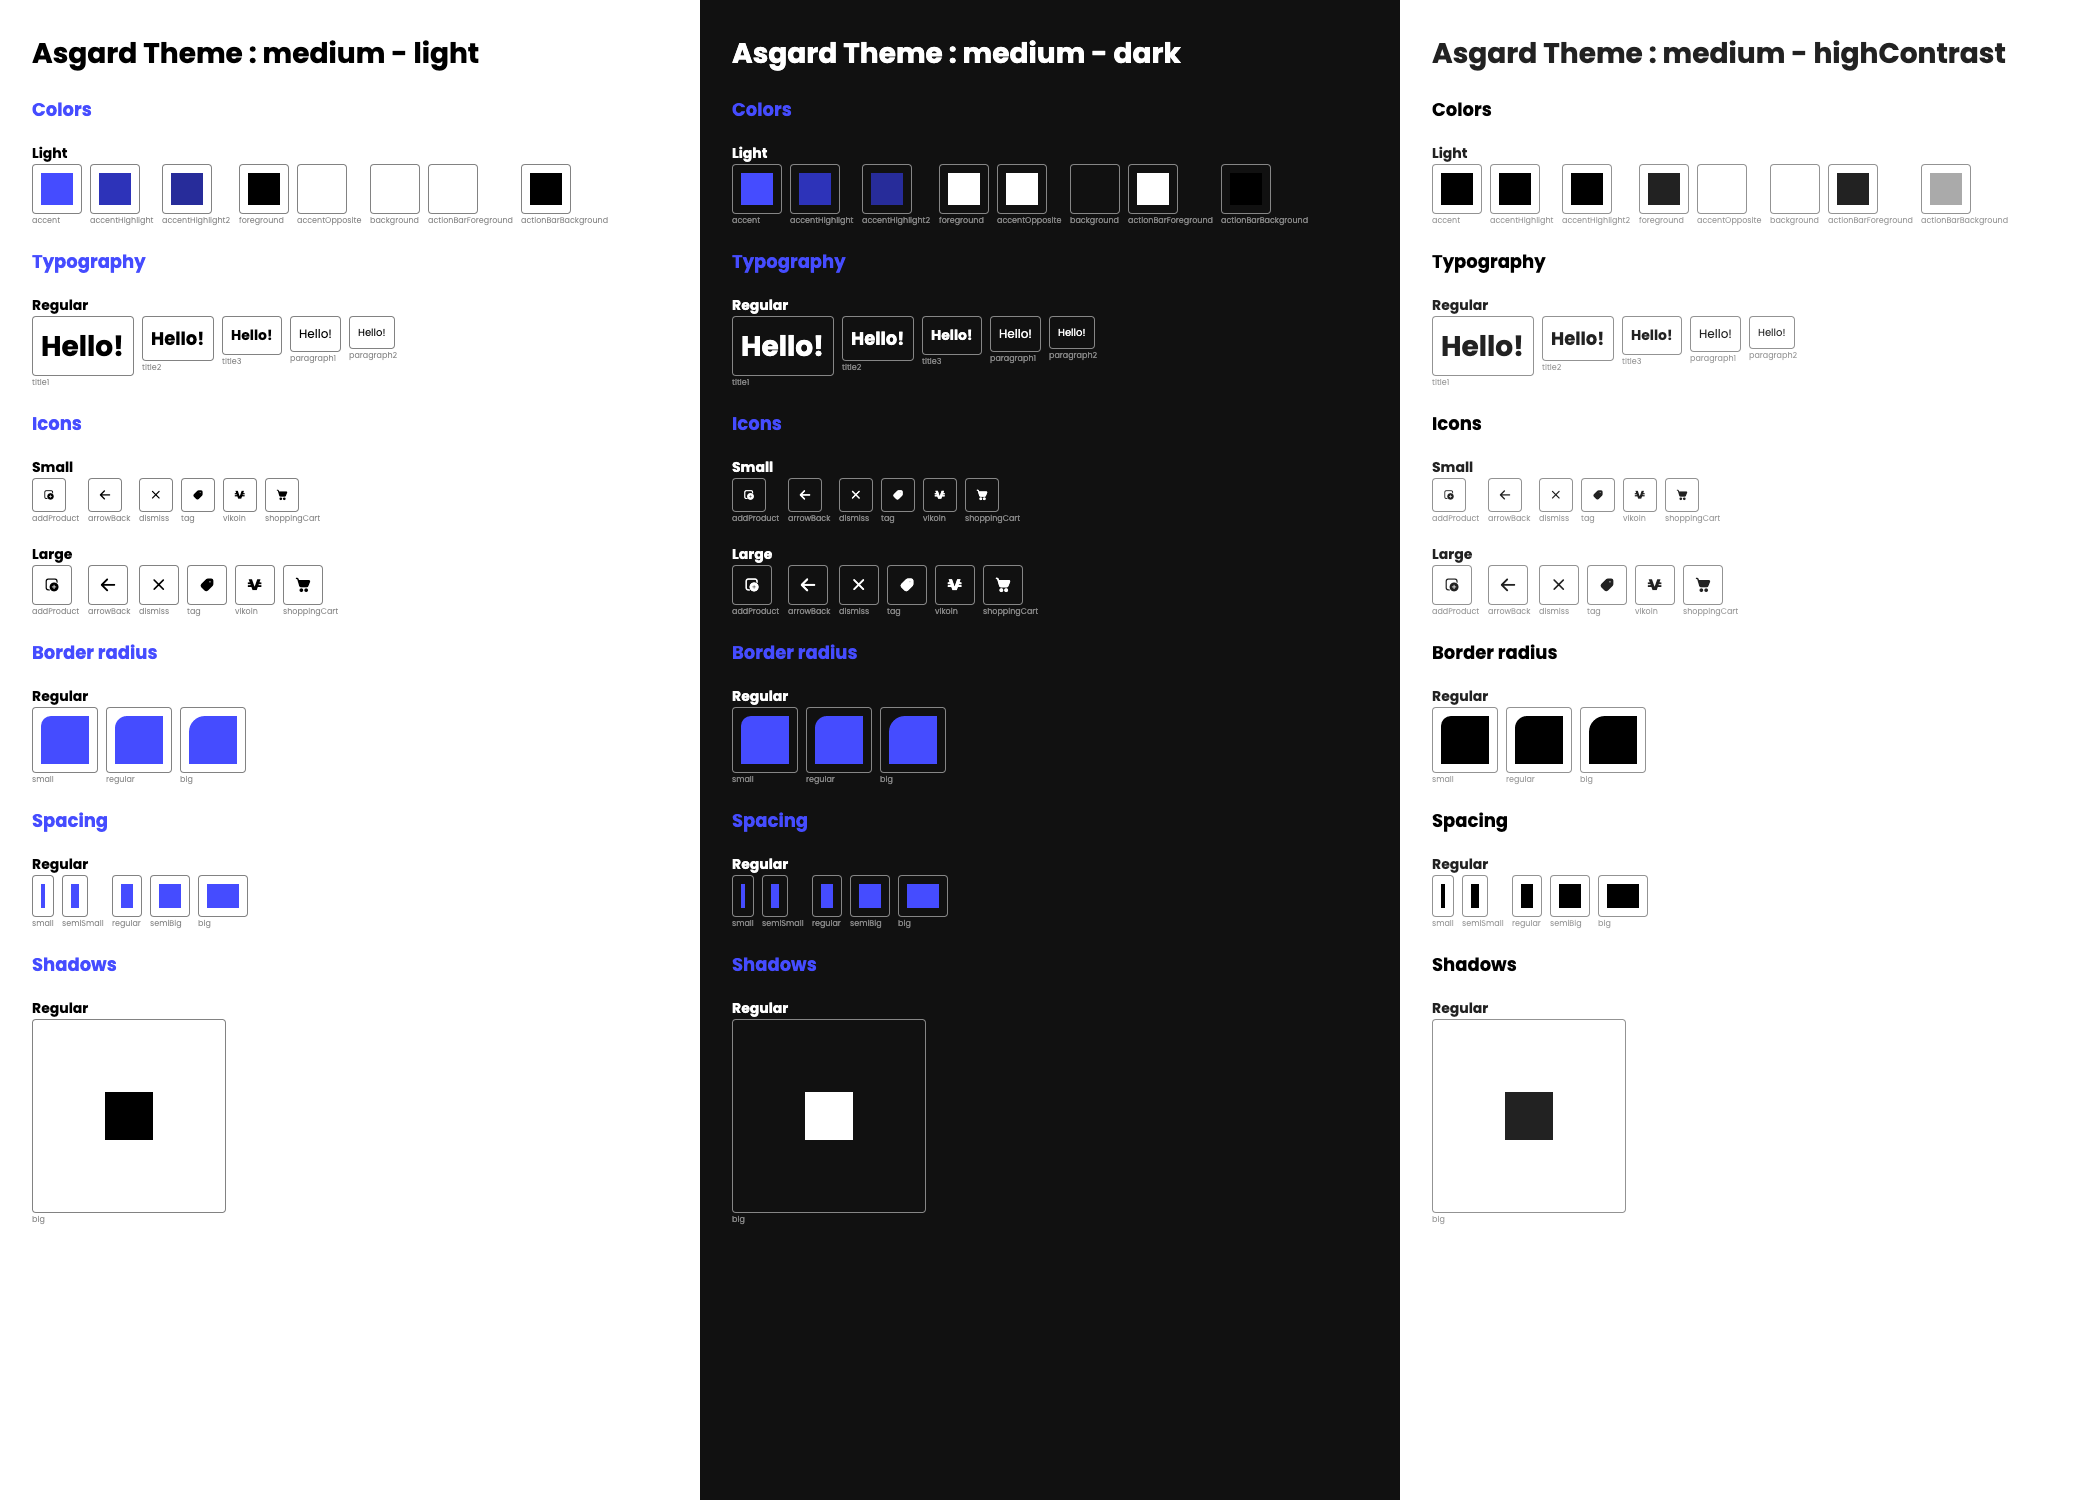 Asgard Theme : medium - light
Colors
Light
accent accentHighlight accentHighlight2 foreground accentOpposite background actionBarForeground actionBarBackground
Typography
Regular
Hello! Hello! Hello! Hello! Hello!
title1 title2 title3 paragraph1 paragraph2
Icons
Small
addProduct arrowBack dismiss tag vikoin shoppingCart
Large
addProduct arrowBack dismiss tag vikoin shoppingCart
Border radius
Regular
small regular big
Spacing
Regular
small semiSmall regular semiBig big
Shadows
Regular
big
Asgard Theme : medium - dark
Colors
Light
accent accentHighlight accentHighlight2 foreground accentOpposite background actionBarForeground actionBarBackground
Typography
Regular
Hello! Hello! Hello! Hello! Hello!
title1 title2 title3 paragraph1 paragraph2
Icons
Small
addProduct arrowBack dismiss tag vikoin shoppingCart
Large
addProduct arrowBack dismiss tag vikoin shoppingCart
Border radius
Regular
small regular big
Spacing
Regular
small semiSmall regular semiBig big
Shadows
Regular
big
Asgard Theme : medium - highContrast
Colors
Light
accent accentHighlight accentHighlight2 foreground accentOpposite background actionBarForeground actionBarBackground
Typography
Regular
Hello! Hello! Hello! Hello! Hello!
title1 title2 title3 paragraph1 paragraph2
Icons
Small
addProduct arrowBack dismiss tag vikoin shoppingCart
Large
addProduct arrowBack dismiss tag vikoin shoppingCart
Border radius
Regular
small regular big
Spacing
Regular
small semiSmall regular semiBig big
Shadows
Regular
big